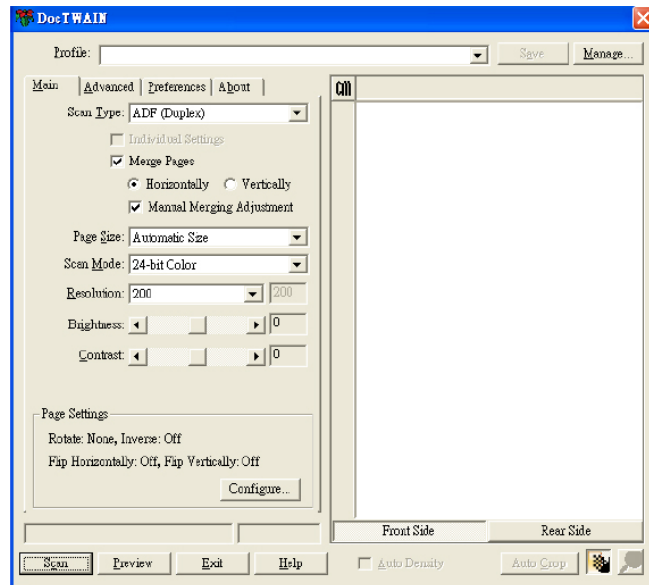 DocTWAIN
Profile: Save Manage...
Main Advanced Preferences About
Scan Type: ADF (Duplex)
Individual Settings
Merge Pages
Horizontally Vertically
Manual Merging Adjustment
Page Size: Automatic Size
Scan Mode: 24-bit Color
Resolution: 200 200
Brightness: 0
Contrast: 0
Page Settings
Rotate: None, Inverse: Off
Flip Horizontally: Off, Flip Vertically: Off
Configure...
cm
Front Side Rear Side
Scan Preview Exit Help Auto Density Auto Crop